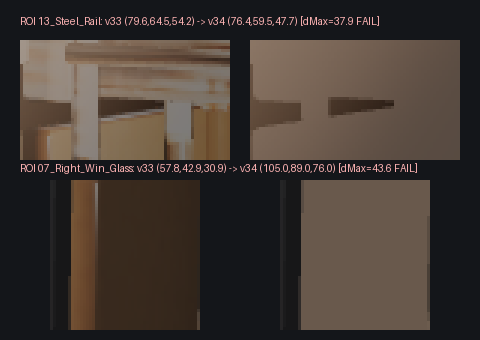 ROI 13_Steel_Rail: v33 (79.6,64.5,54.2) -> v34 (76.4,59.5,47.7) [dMax=37.9 FAIL]
ROI 07_Right_Win_Glass: v33 (57.8,42.9,30.9) -> v34 (105.0,89.0,76.0) [dMax=43.6 FAIL]